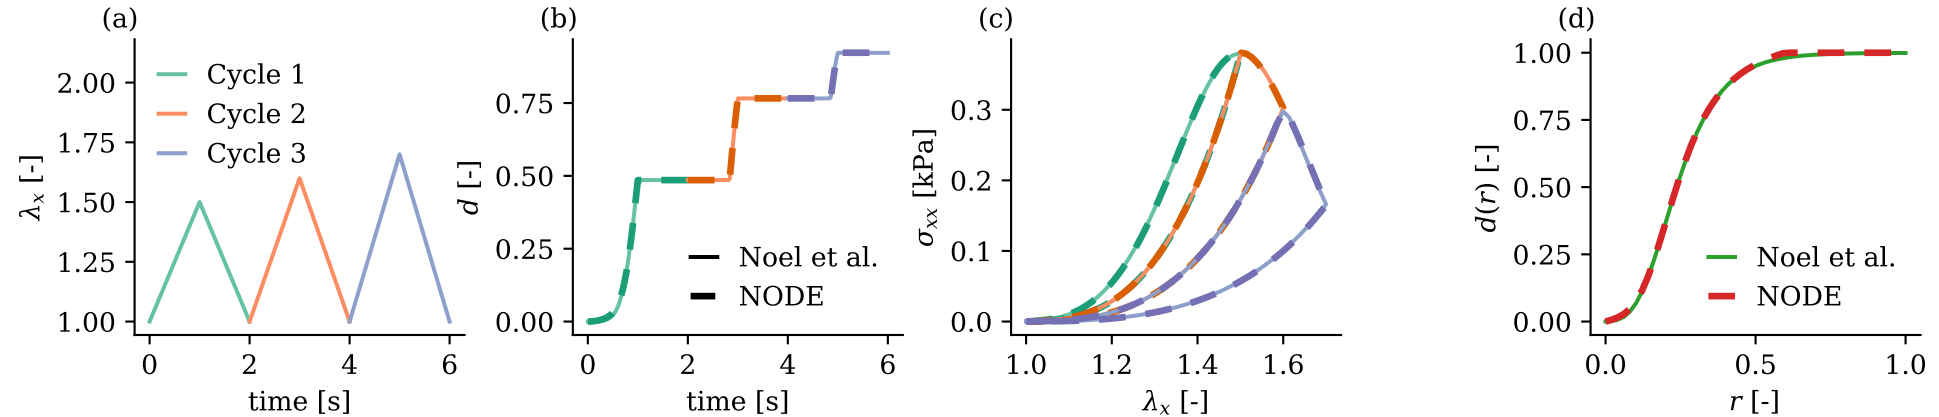 (a)
λx [-]
2.00
1.75
1.50
1.25
1.00
Cycle 1
Cycle 2
Cycle 3
0 2 4 6
time [s]
(b)
d [-]
0.75
0.50
0.25
0.00
Noel et al.
NODE
0 2 4 6
time [s]
(c)
σxx [kPa]
0.3
0.2
0.1
0.0
1.0 1.2 1.4 1.6
λx [-]
(d)
d(r) [-]
1.00
0.75
0.50
0.25
0.00
Noel et al.
NODE
0.0 0.5 1.0
r [-]